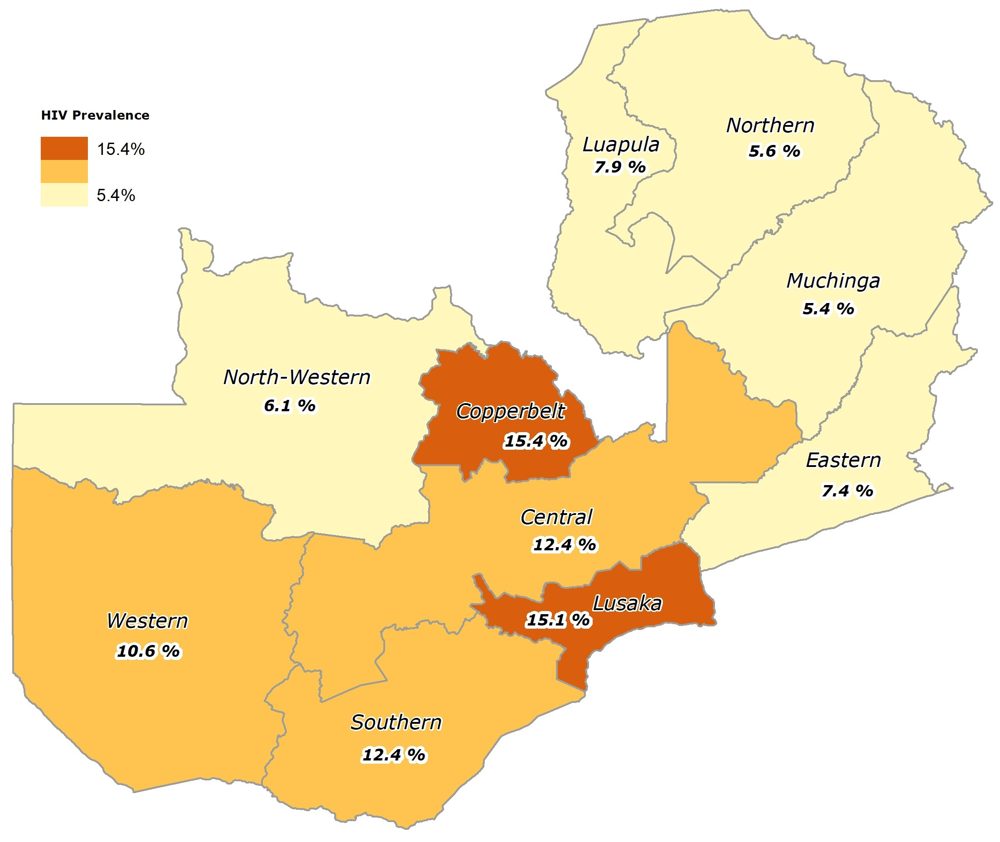 HIV Prevalence
15.4%
5.4%
Northern
5.6 %
Luapula
7.9 %
Muchinga
5.4 %
North-Western
6.1 %
Copperbelt
15.4 %
Eastern
7.4 %
Central
12.4 %
Lusaka
15.1 %
Western
10.6 %
Southern
12.4 %